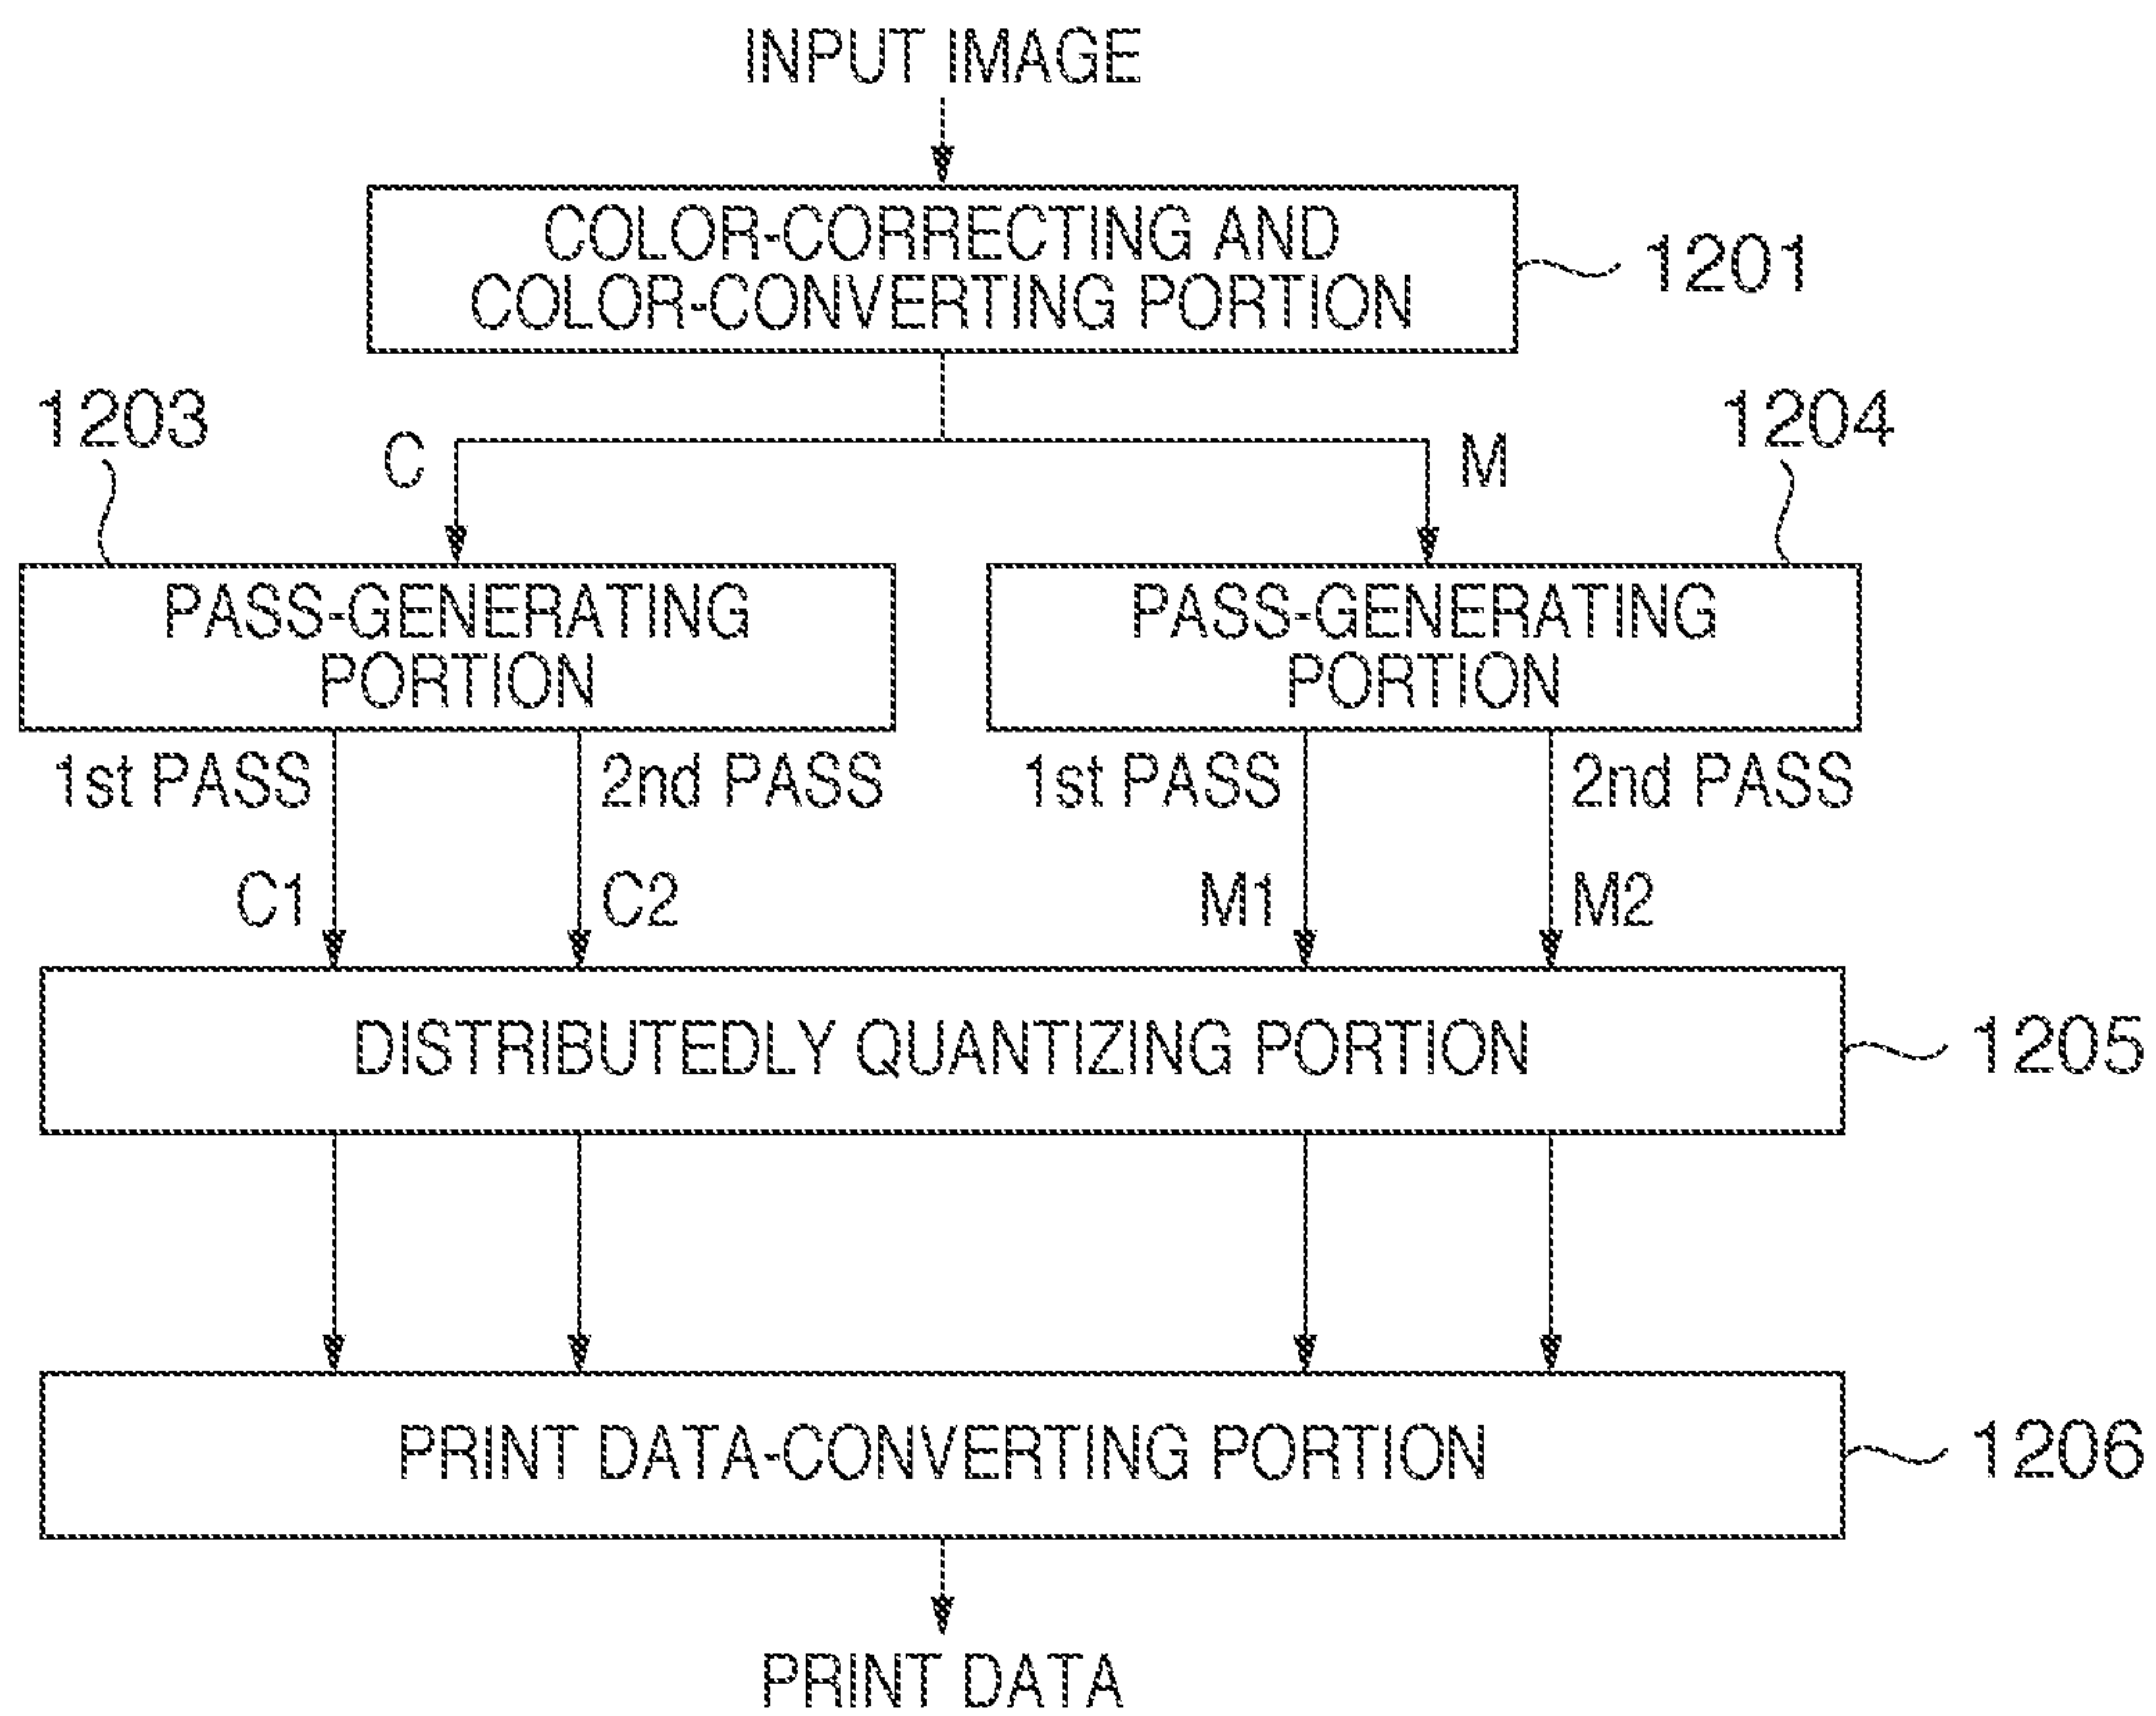 INPUT IMAGE
COLOR-CORRECTING AND
COLOR-CONVERTING PORTION
1201
1203
C
M
1204
PASS-GENERATING
PORTION
PASS-GENERATING
PORTION
1st PASS
2nd PASS
1st PASS
2nd PASS
C1
C2
M1
M2
DISTRIBUTEDLY QUANTIZING PORTION
1205
PRINT DATA-CONVERTING PORTION
1206
PRINT DATA